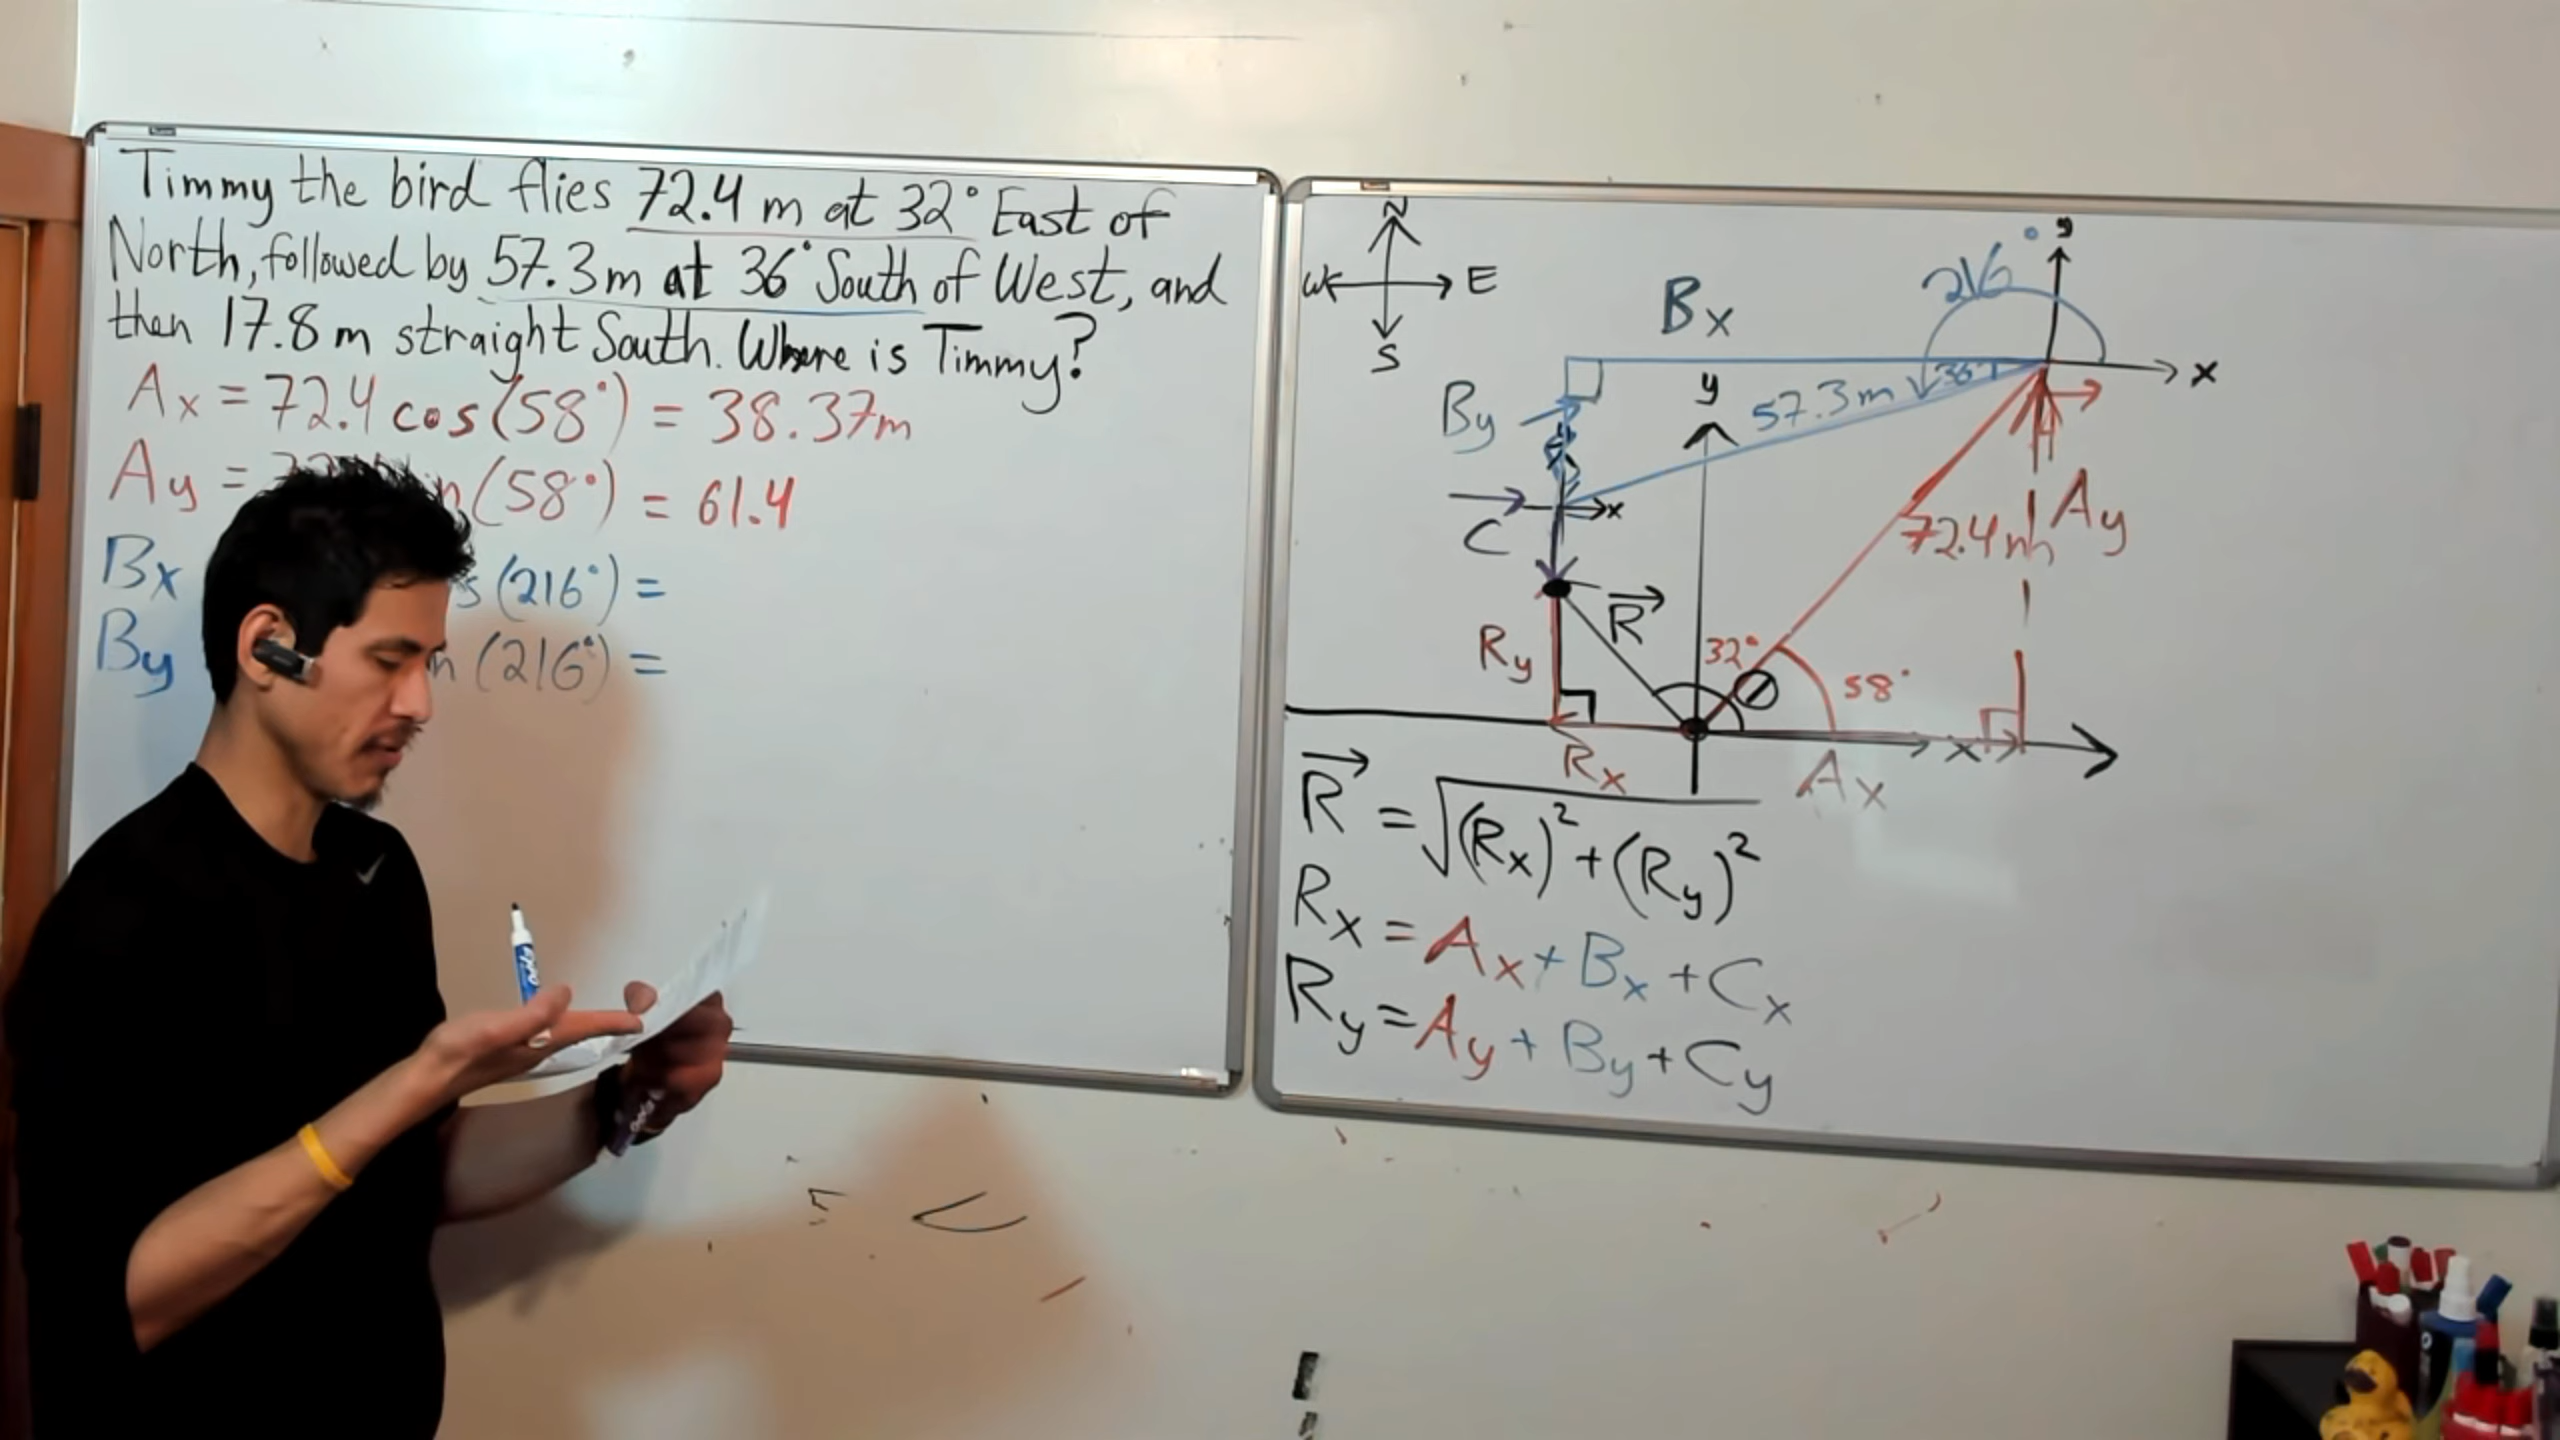 Timmy the bird flies 72.4 m at 32° East of
North, followed by 57.3m at 36° South of West, and
then 17.8 m straight South. Where is Timmy?
Ax = 72.4 cos(58°) = 38.37m
Ay = (58°) = 61.4
Bx (216°) =
By (216°) =
N
W E
S
Bx
216°
y
x
By
y
57.3m
36°
x
C
72.4m
Ay
R
Ry
32°
58°
Rx
x
Ax
R = √(Rx)² + (Ry)²
Rx = Ax + Bx + Cx
Ry = Ay + By + Cy